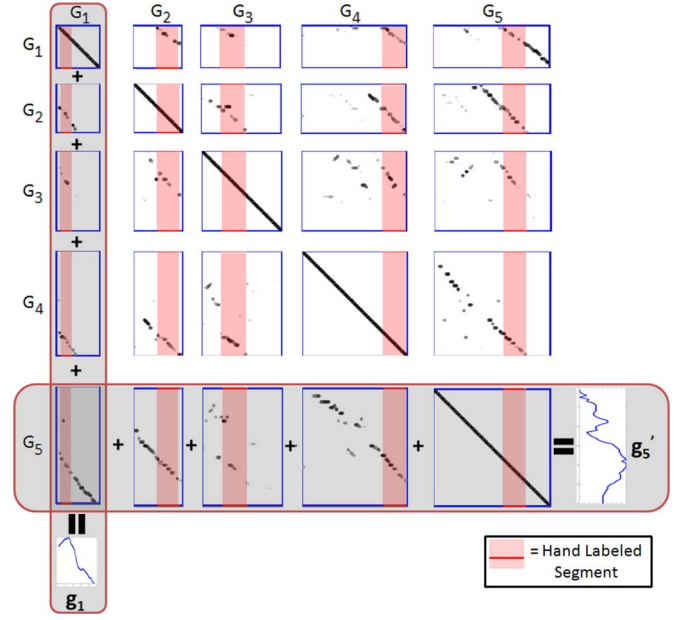 G1 G2 G3 G4 G5
G1
+
G2
+
G3
+
G4
+
G5 + + + + = g5'
=
g1
= Hand Labeled
Segment